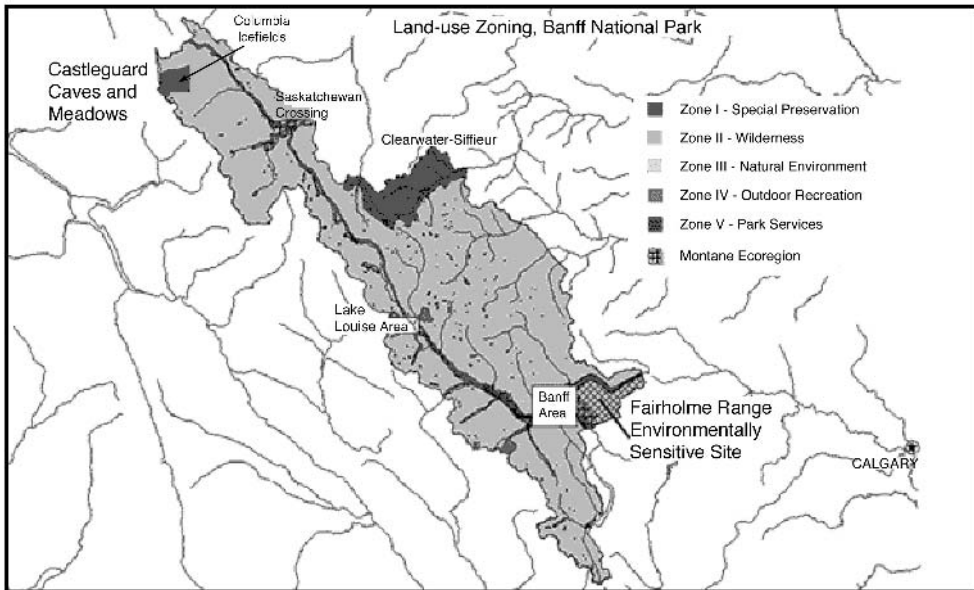 Land-use Zoning, Banff National Park
Columbia
Icefields
Castleguard
Caves and
Meadows
Saskatchewan
Crossing
Clearwater-Siffieur
Zone I - Special Preservation
Zone II - Wilderness
Zone III - Natural Environment
Zone IV - Outdoor Recreation
Zone V - Park Services
Montane Ecoregion
Lake
Louise Area
Banff
Area
Fairholme Range
Environmentally
Sensitive Site
CALGARY